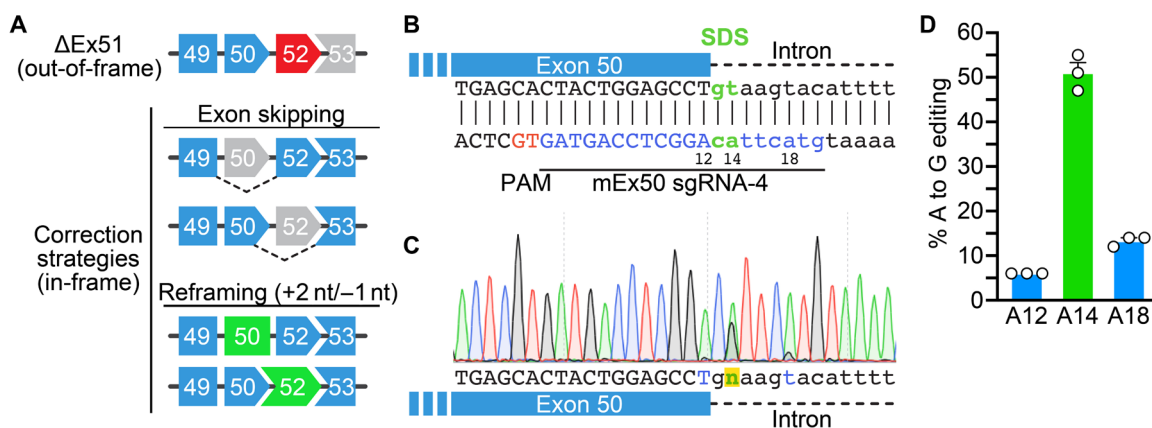 A
ΔEx51
(out-of-frame)
49 50 52 53
Exon skipping
49 50 52 53
49 50 52 53
Correction
strategies
(in-frame)
Reframing (+2 nt/–1 nt)
49 50 52 53
49 50 52 53
B
SDS
Intron
Exon 50
TGAGCACTACTGGAGCCTgtaagtacatttt
ACTCGTGATGACCTCGGAcattcatgtaaaa
12 14 18
PAM mEx50 sgRNA-4
C
TGAGCACTACTGGAGCCTgnaagtacatttt
Exon 50
Intron
D
% A to G editing
60
50
40
30
20
10
0
A12 A14 A18